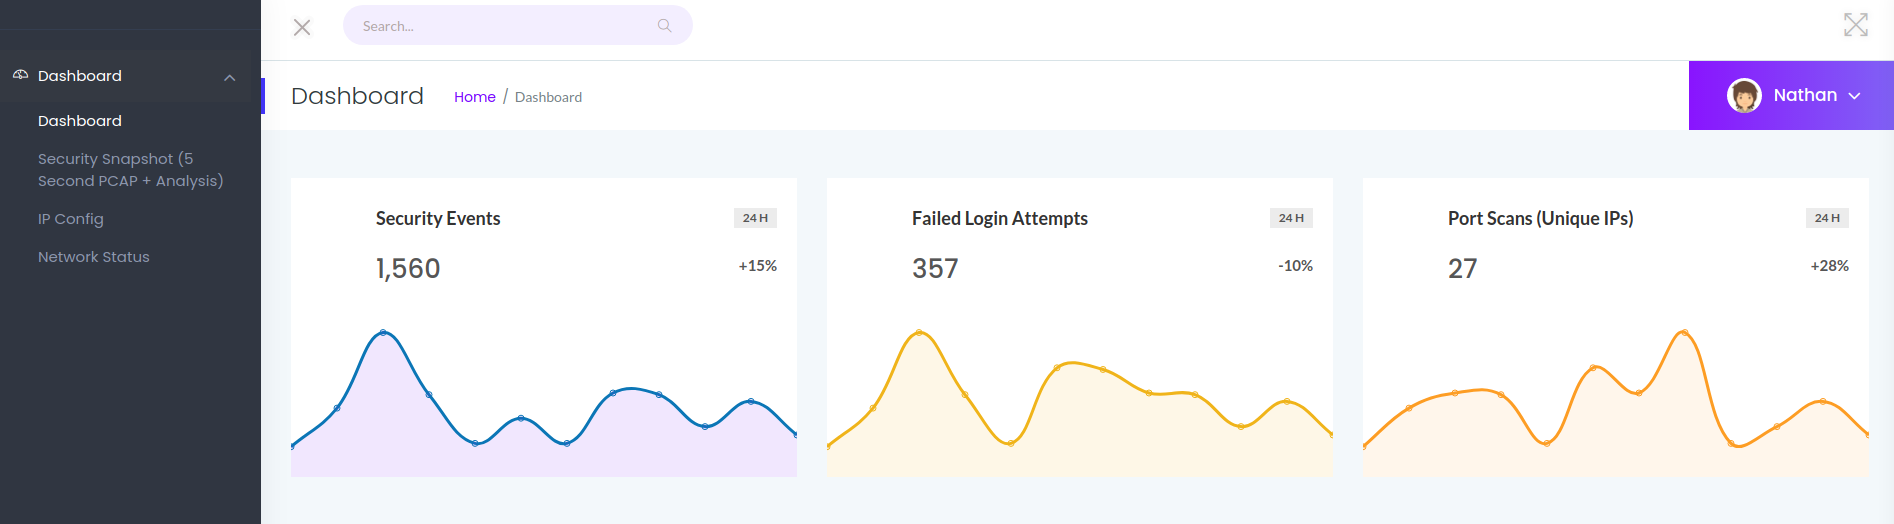 Search...
Dashboard
Dashboard
Security Snapshot (5
Second PCAP + Analysis)
IP Config
Network Status
Dashboard
Home / Dashboard
Nathan
Security Events
24 H
1,560
+15%
Failed Login Attempts
24 H
357
-10%
Port Scans (Unique IPs)
24 H
27
+28%